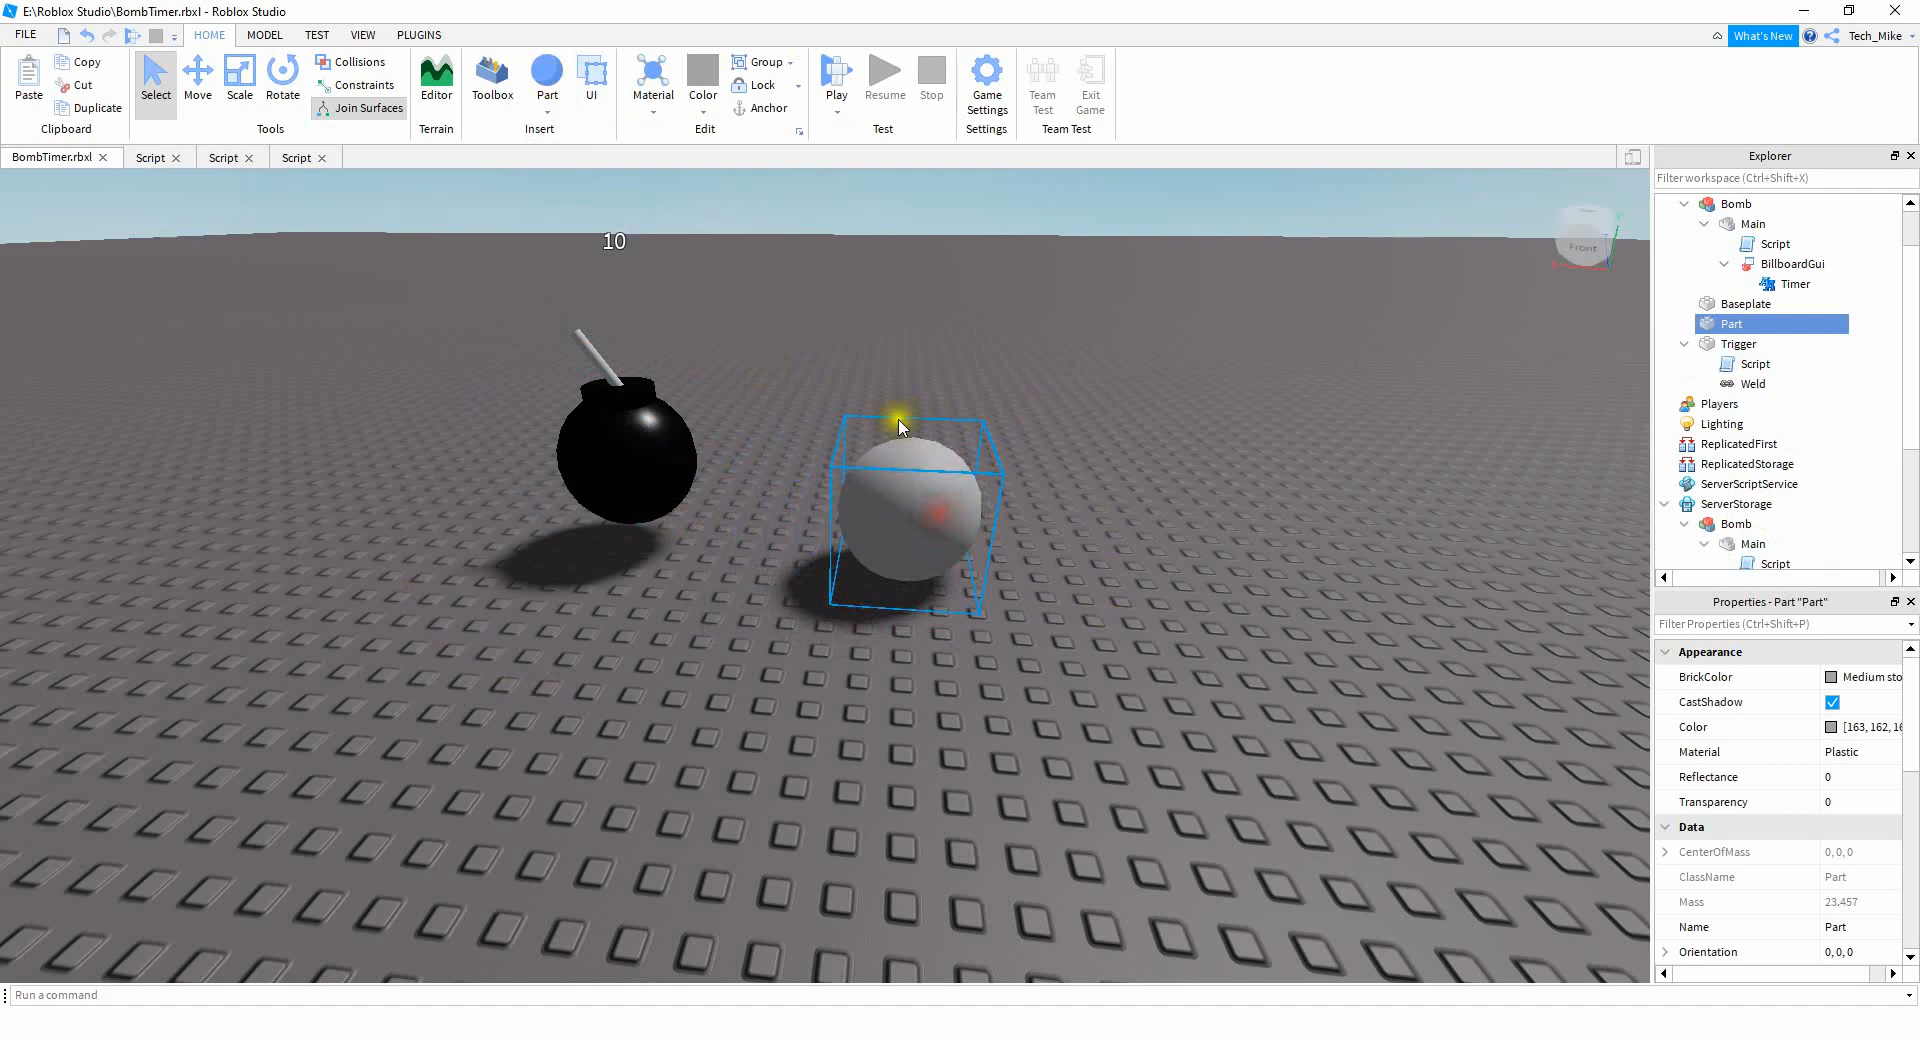 E:\Roblox Studio\BombTimer.rbxl - Roblox Studio
FILE HOME MODEL TEST VIEW PLUGINS What's New Tech_Mike
Paste Copy Cut Duplicate Clipboard
Select Move Scale Rotate Collisions Constraints Join Surfaces Tools
Editor Terrain
Toolbox Part UI Insert
Material Color Group Lock Anchor Edit
Play Resume Stop Test
Game Settings Settings
Team Test Exit Game Team Test
BombTimer.rbxl Script Script Script
10
Front
Explorer
Filter workspace (Ctrl+Shift+X)
Bomb
Main
Script
BillboardGui
Timer
Baseplate
Part
Trigger
Script
Weld
Players
Lighting
ReplicatedFirst
ReplicatedStorage
ServerScriptService
ServerStorage
Bomb
Main
Script
Properties - Part "Part"
Filter Properties (Ctrl+Shift+P)
Appearance
BrickColor Medium sto
CastShadow
Color [163, 162, 16
Material Plastic
Reflectance 0
Transparency 0
Data
CenterOfMass 0, 0, 0
ClassName Part
Mass 23.457
Name Part
Orientation 0, 0, 0
Run a command